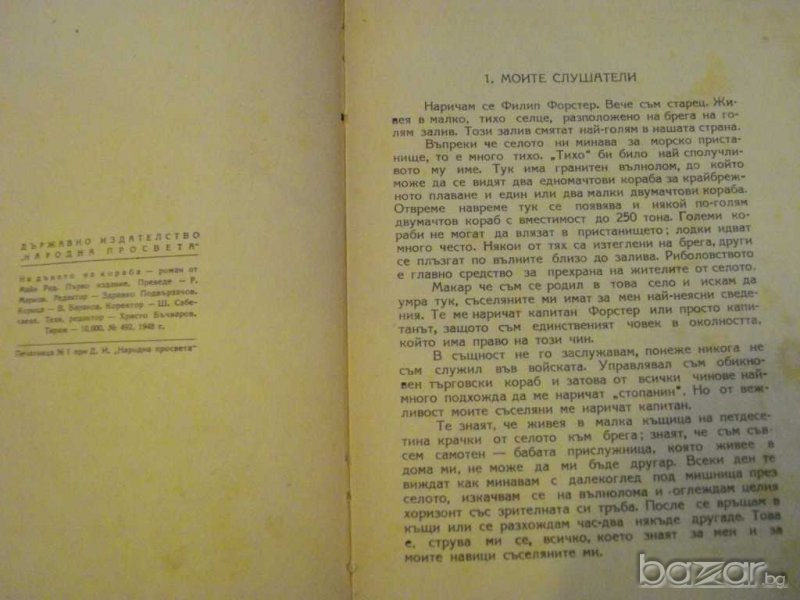 ДЪРЖАВНО ИЗДАТЕЛСТВО
„НАРОДНА ПРОСВЕТА“
На дъното на кораба — роман от
Майн Рид. Първо издание. Преведе — Р.
Марков. Редактор — Здравко Подвързачов.
Корица — В. Бараков. Коректор — Ш. Сабе-
чаева. Техн. редактор — Христо Бъчваров.
Тираж — 10,000, № 492, 1948 г.
Печатница № 1 при Д. И. „Народна просвета“
1. МОИТЕ СЛУШАТЕЛИ
Наричам се Филип Форстер. Вече съм старец. Жи-
вея в малко, тихо селце, разположено на брега на го-
лям залив. Този залив смятат най-голям в нашата страна.
Въпреки че селото ни минава за морско приста-
нище, то е много тихо. „Тихо“ би било най сполучли-
вото му име. Тук има гранитен вълнолом, до който
може да се видят два едномачтови кораба за крайбреж-
ното плаване и един или два малки двумачтови кораба.
Отвреме навреме тук се появява и някой по-голям
двумачтов кораб с вместимост до 250 тона. Големи ко-
раби не могат да влязат в пристанището; лодки идват
много често. Някои от тях са изтеглени на брега, други
се плъзгат по вълните близо до залива. Риболовството
е главно средство за прехрана на жителите от селото.
Макар че съм се родил в това село и искам да
умра тук, съселяните ми имат за мен най-неясни сведе-
ния. Те ме наричат капитан Форстер или просто капи-
танът, защото съм единственият човек в околността,
който има право на този чин.
В същност не го заслужавам, понеже никога не
съм служил във войската. Управлявал съм обикно-
вен търговски кораб и затова от всички чинове най-
много подхожда да ме наричат „стопанин“. Но от веж-
ливост моите съселяни ме наричат капитан.
Те знаят, че живея в малка къщица на петдесе-
тина крачки от селото към брега; знаят, че съм съв-
сем самотен — бабата прислужница, която живее в
дома ми, не може да ми бъде другар. Всеки ден те
виждат как минавам с далекоглед под мишница през
селото, изкачвам се на вълнолома и оглеждам целия
хоризонт със зрителната си тръба. После се връщам в
къщи или се разхождам час-два някъде другаде. Това
е, струва ми се, всичко, което знаят за мен и за
моите навици съселяните ми.
bazar.bg